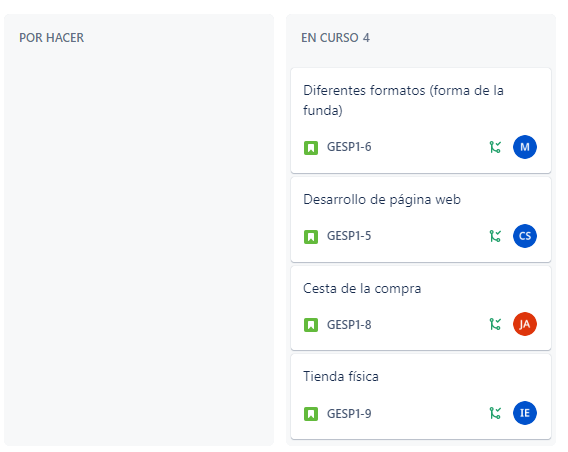 POR HACER
EN CURSO 4
Diferentes formatos (forma de la
funda)
GESP1-6
M
Desarrollo de página web
GESP1-5
CS
Cesta de la compra
GESP1-8
JA
Tienda física
GESP1-9
IE